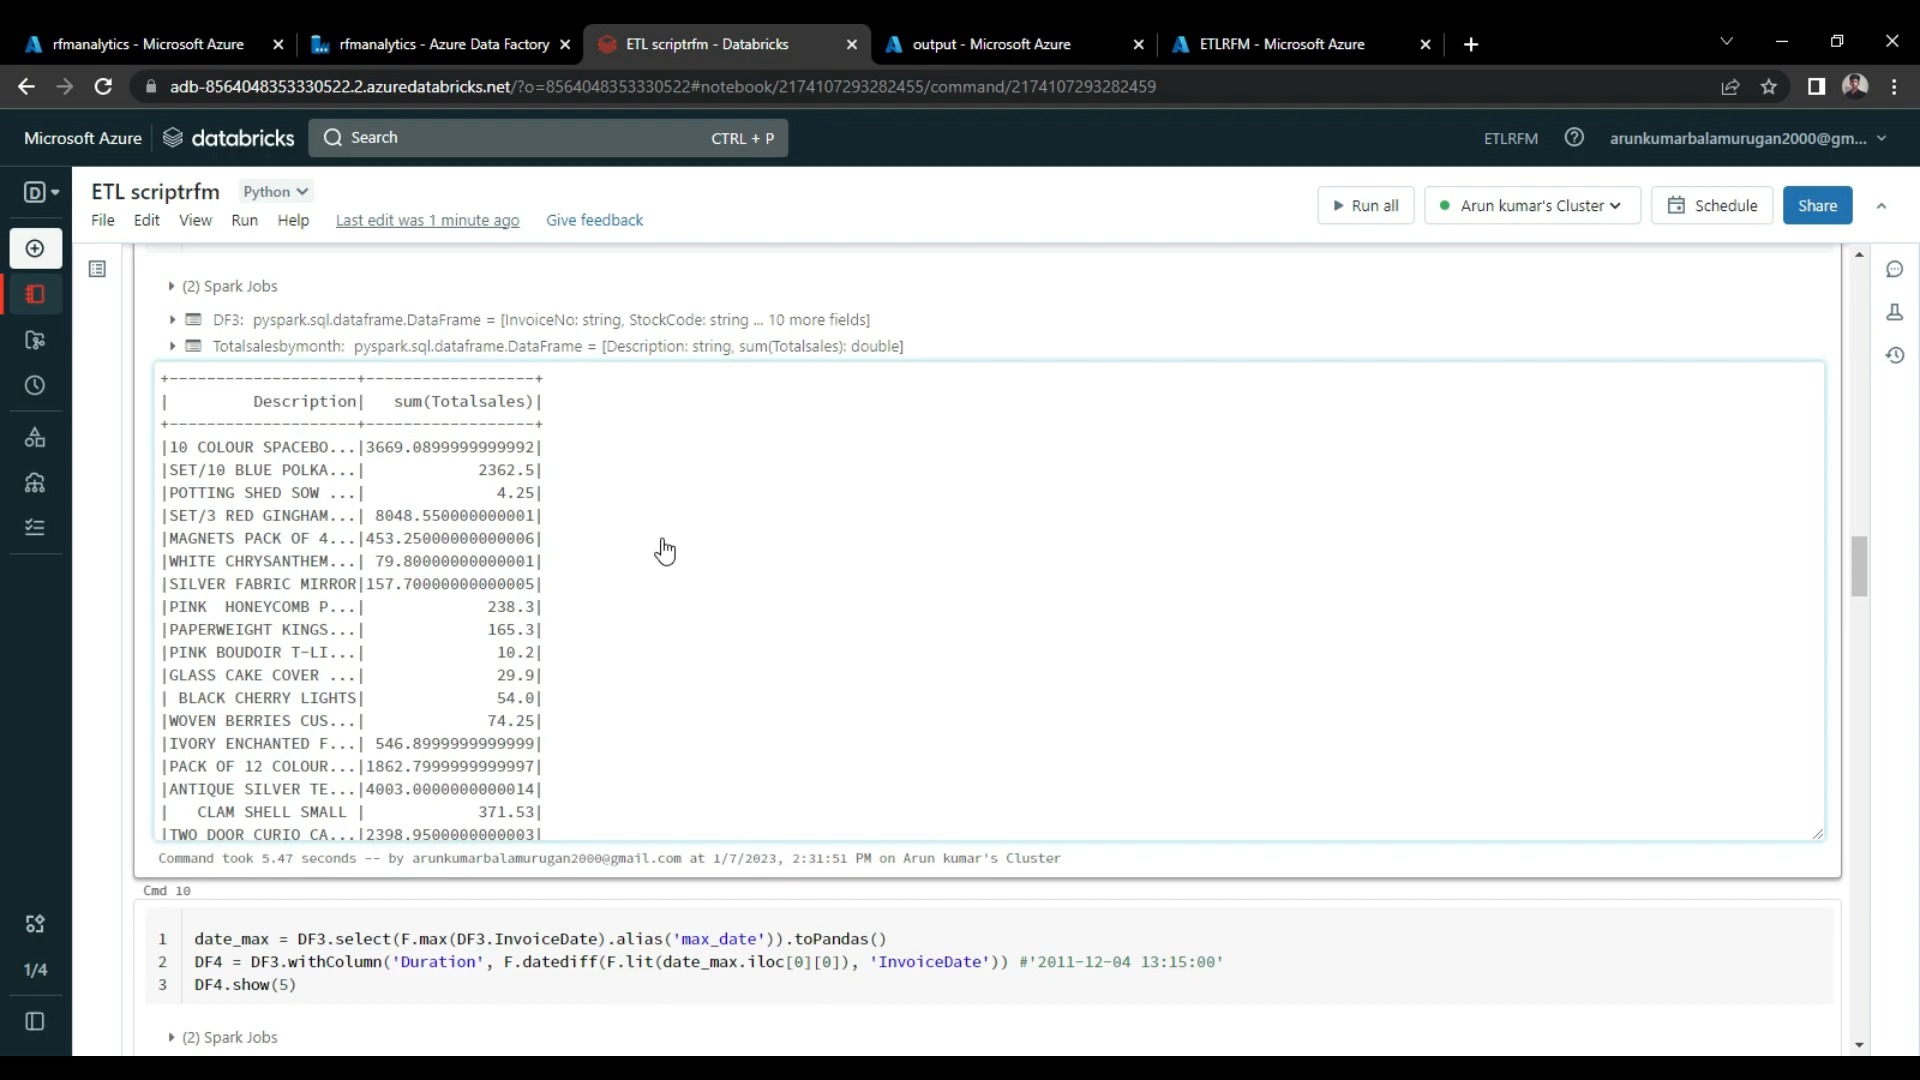 rfmanalytics - Microsoft Azure
rfmanalytics - Azure Data Factory
ETL scriptrfm - Databricks
output - Microsoft Azure
ETLRFM - Microsoft Azure
adb-8564048353330522.2.azuredatabricks.net/?o=8564048353330522#notebook/2174107293282455/command/2174107293282459
Microsoft Azure
databricks
Search
CTRL + P
ETLRFM
arunkumarbalamurugan2000@gm...
D
ETL scriptrfm
Python
Run all
Arun kumar's Cluster
Schedule
Share
File Edit View Run Help Last edit was 1 minute ago Give feedback
(2) Spark Jobs
DF3: pyspark.sql.dataframe.DataFrame = [InvoiceNo: string, StockCode: string ... 10 more fields]
Totalsalesbymonth: pyspark.sql.dataframe.DataFrame = [Description: string, sum(Totalsales): double]
+--------------------+------------------+
|         Description|   sum(Totalsales)|
+--------------------+------------------+
|10 COLOUR SPACEBO...|3669.0899999999992|
|SET/10 BLUE POLKA...|            2362.5|
|POTTING SHED SOW ...|              4.25|
|SET/3 RED GINGHAM...| 8048.550000000001|
|MAGNETS PACK OF 4...|453.25000000000006|
|WHITE CHRYSANTHEM...| 79.80000000000001|
|SILVER FABRIC MIRROR|157.70000000000005|
|PINK  HONEYCOMB P...|             238.3|
|PAPERWEIGHT KINGS...|             165.3|
|PINK BOUDOIR T-LI...|              10.2|
|GLASS CAKE COVER ...|              29.9|
| BLACK CHERRY LIGHTS|              54.0|
|WOVEN BERRIES CUS...|             74.25|
|IVORY ENCHANTED F...| 546.8999999999999|
|PACK OF 12 COLOUR...|1862.7999999999997|
|ANTIQUE SILVER TE...|4003.0000000000014|
|   CLAM SHELL SMALL |            371.53|
|TWO DOOR CURIO CA...|2398.9500000000003|
Command took 5.47 seconds -- by arunkumarbalamurugan2000@gmail.com at 1/7/2023, 2:31:51 PM on Arun kumar's Cluster
Cmd 10
1 date_max = DF3.select(F.max(DF3.InvoiceDate).alias('max_date')).toPandas()
2 DF4 = DF3.withColumn('Duration', F.datediff(F.lit(date_max.iloc[0][0]), 'InvoiceDate')) #'2011-12-04 13:15:00'
3 DF4.show(5)
1/4
(2) Spark Jobs